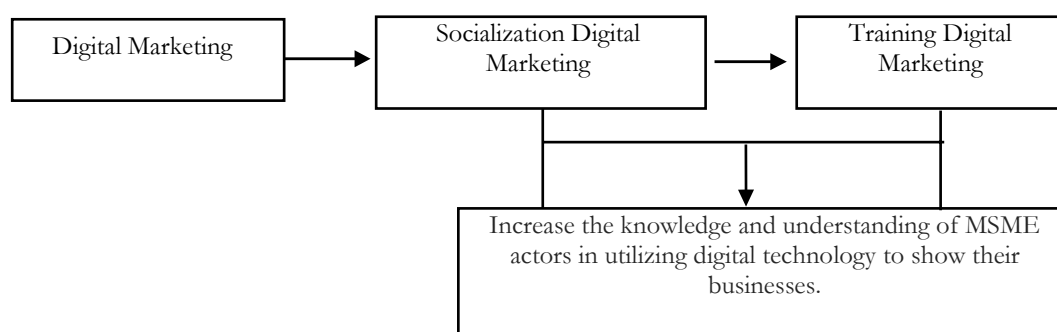 Digital Marketing
Socialization Digital
Marketing
Training Digital
Marketing
Increase the knowledge and understanding of MSME
actors in utilizing digital technology to show their
businesses.